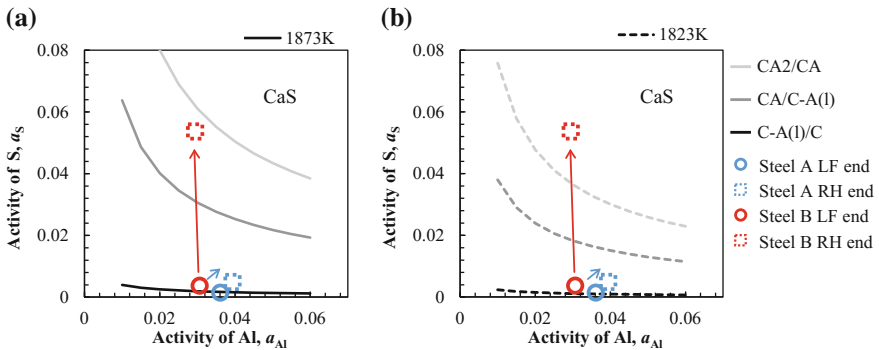 (a)
1873K
0.08
0.06
0.04
0.02
0
Activity of S, aS
CaS
0
0.02
0.04
0.06
Activity of Al, aAl
(b)
1823K
0.08
0.06
0.04
0.02
0
Activity of S, aS
CaS
0
0.02
0.04
0.06
Activity of Al, aAl
CA2/CA
CA/C-A(l)
C-A(l)/C
Steel A LF end
Steel A RH end
Steel B LF end
Steel B RH end